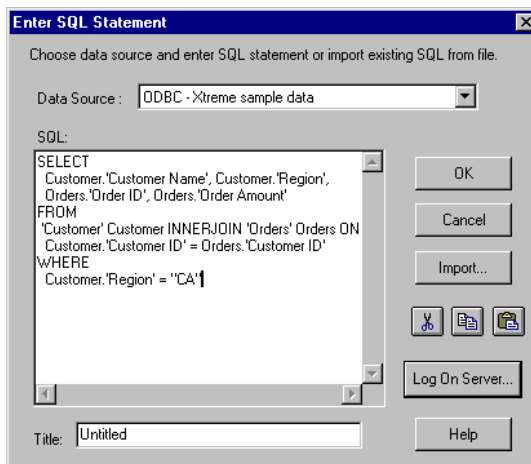 Enter SQL Statement
Choose data source and enter SQL statement or import existing SQL from file.
Data Source : ODBC - Xtreme sample data
SQL:
SELECT
Customer.'Customer Name', Customer.'Region',
Orders.'Order ID', Orders.'Order Amount'
FROM
'Customer' Customer INNERJOIN 'Orders' Orders ON
Customer.'Customer ID' = Orders.'Customer ID'
WHERE
Customer.'Region' = "CA"
OK
Cancel
Import...
Log On Server...
Title: Untitled
Help